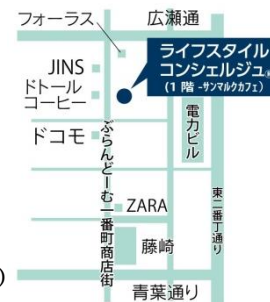 フォーラス
広瀬通
ライフスタイル
コンシェルジュ
(1 階 -サンマルクカフェ)
JINS
ドトール
コーヒー
ドコモ
電力ビル
ぶらんどーむ一番町商店街
東二番丁通り
ZARA
藤崎
青葉通り
)